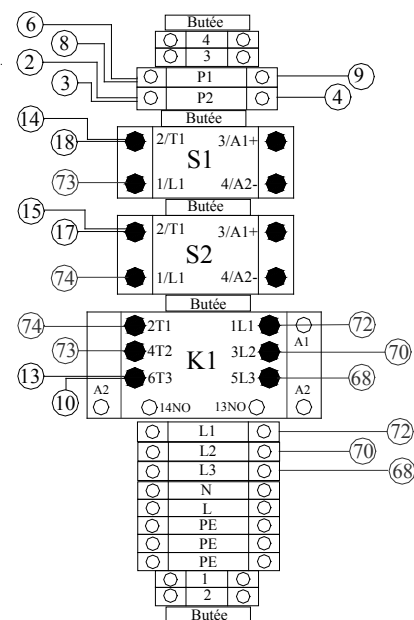 Butée
6 4
8 3
2 P1 9
3 P2 4
Butée
14 2/T1 3/A1+
18 S1
73 1/L1 4/A2-
Butée
15 2/T1 3/A1+
17 S2
74 1/L1 4/A2-
Butée
74 2T1 1L1 72
A1
73 4T2 K1 3L2 70
13 6T3 5L3 68
10 A2 A2
14NO 13NO
L1 72
L2 70
L3 68
N
L
PE
PE
PE
1
2
Butée